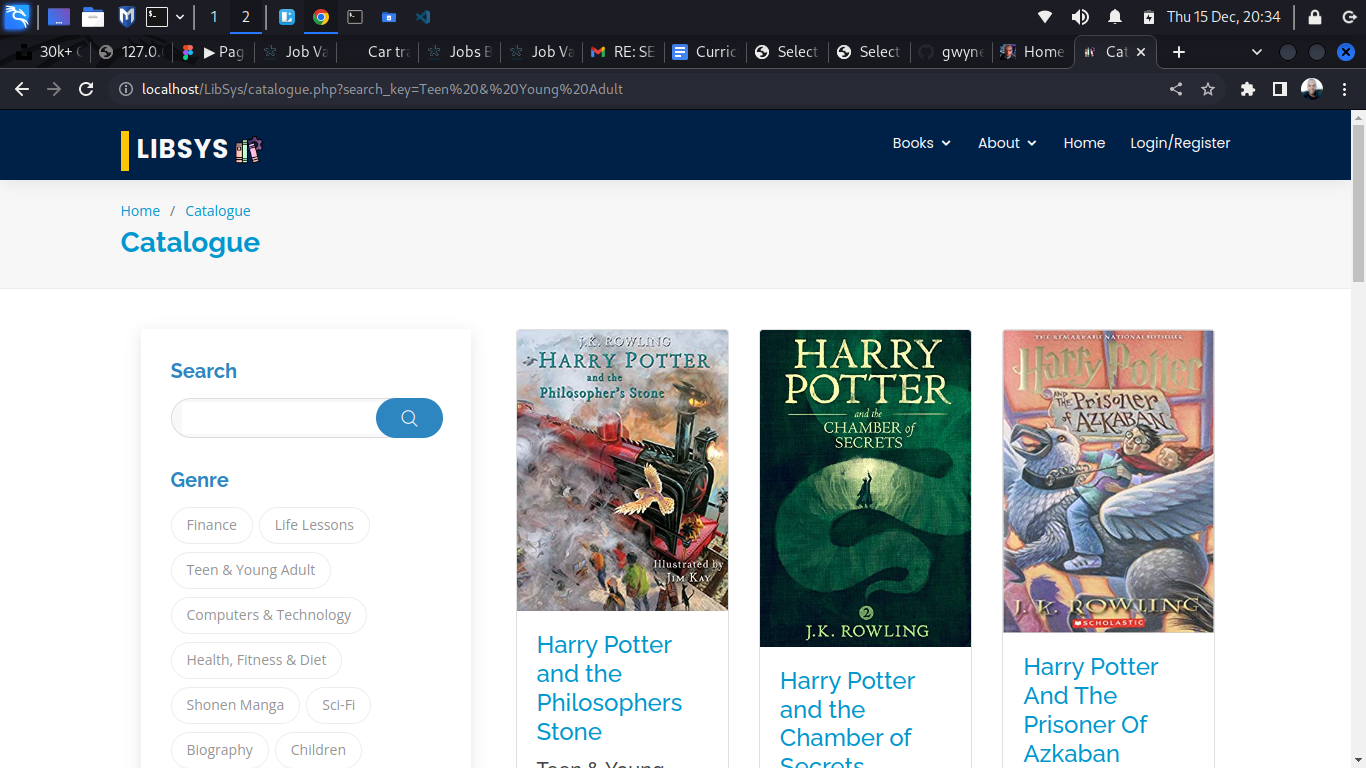 1 2 Thu 15 Dec, 20:34
30k+ 127.0. ▶ Pag Job Va Car tra Jobs B Job Va RE: SE Curric Select Select gwyne Home Cat
localhost/LibSys/catalogue.php?search_key=Teen%20&%20Young%20Adult
LIBSYS Books About Home Login/Register
Home / Catalogue
Catalogue
Search
Genre
Finance Life Lessons
Teen & Young Adult
Computers & Technology
Health, Fitness & Diet
Shonen Manga Sci-Fi
Biography Children
J.K. ROWLING
HARRY POTTER
and the
Philosopher's Stone
Illustrated by
JIM KAY
Harry Potter
and the
Philosophers
Stone
Teen & Young
HARRY
POTTER
and the
CHAMBER of
SECRETS
2
J.K. ROWLING
Harry Potter
and the
Chamber of
Secrets
THE REMARKABLE NATIONAL BESTSELLER
Harry Potter
AND THE PRISONER
OF AZKABAN
J. K. ROWLING
SCHOLASTIC
Harry Potter
And The
Prisoner Of
Azkaban